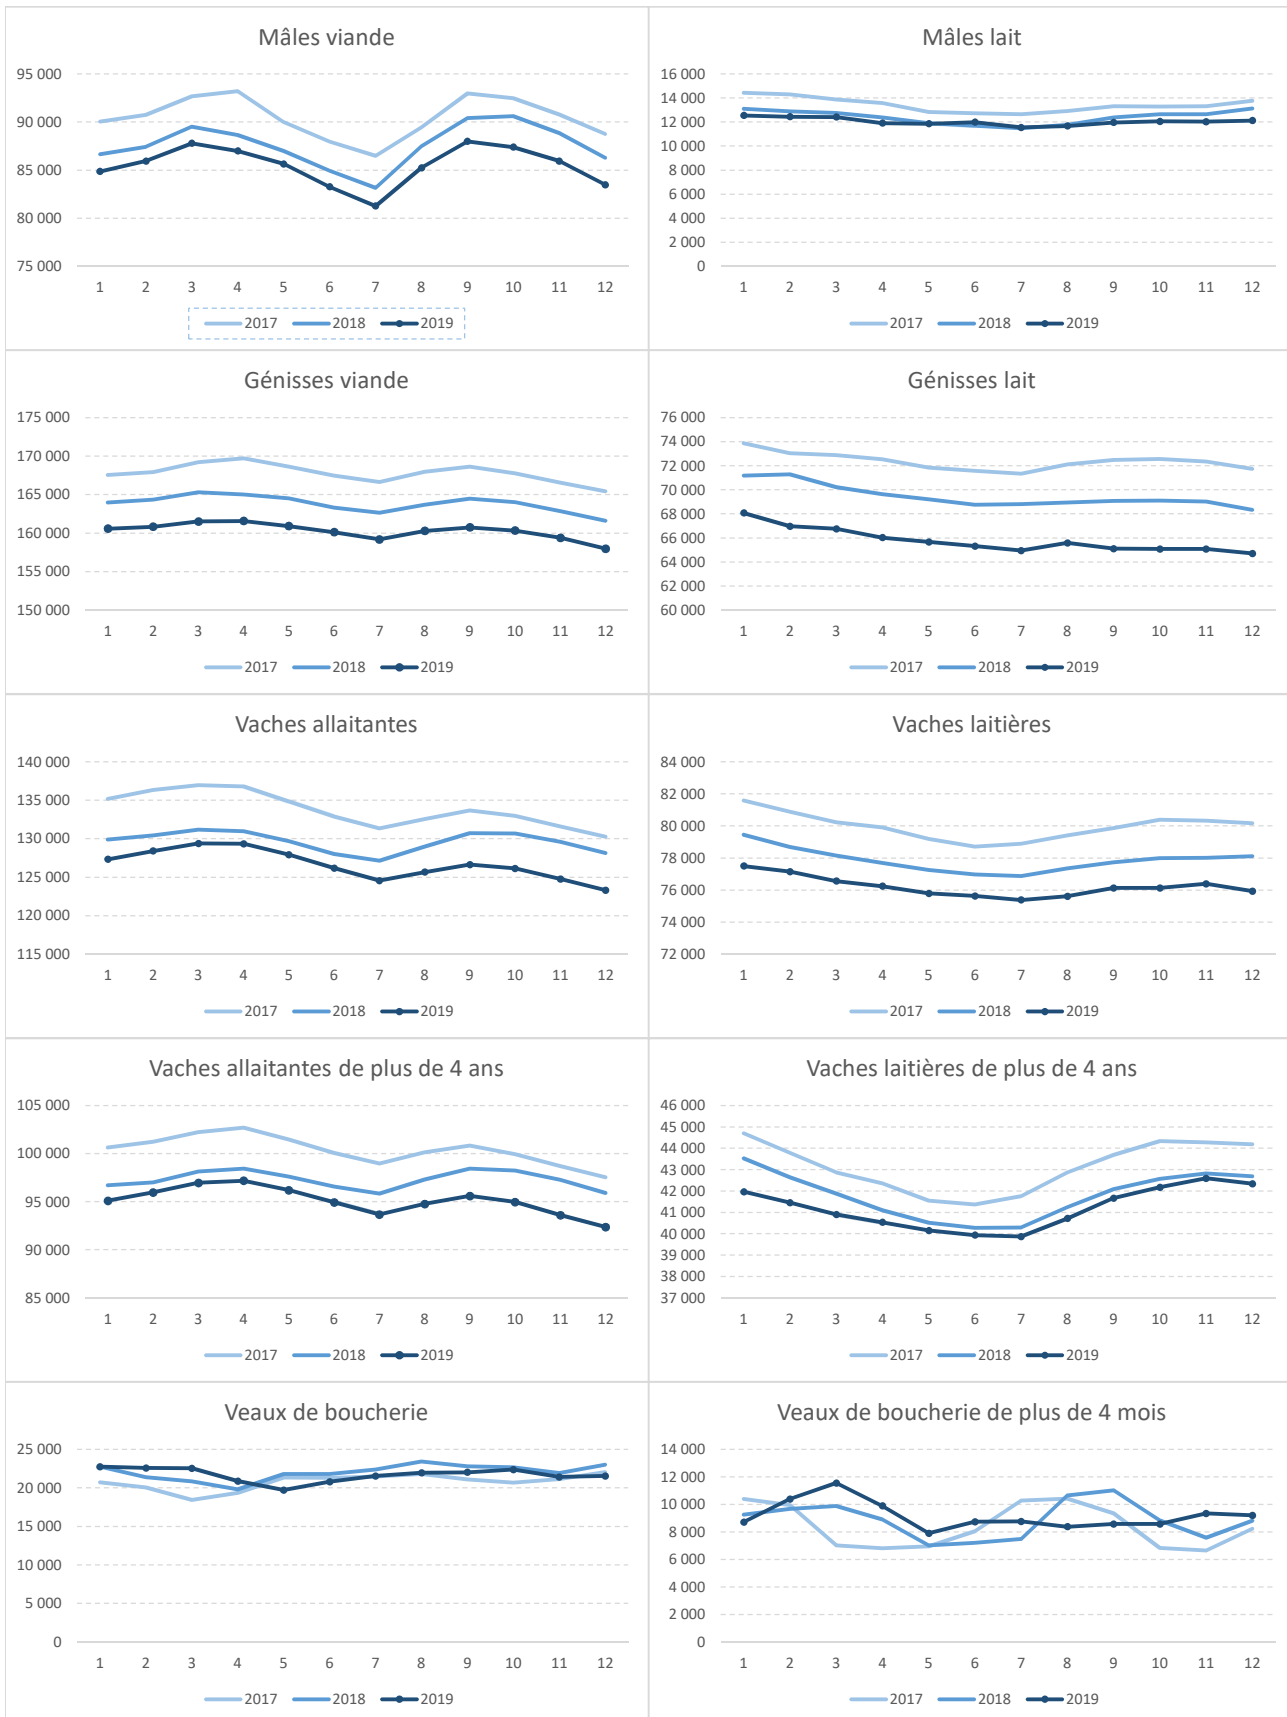 Mâles viande
95 000
90 000
85 000
80 000
75 000
1 2 3 4 5 6 7 8 9 10 11 12
2017 2018 2019
Mâles lait
16 000
14 000
12 000
10 000
8 000
6 000
4 000
2 000
0
1 2 3 4 5 6 7 8 9 10 11 12
2017 2018 2019
Génisses viande
175 000
170 000
165 000
160 000
155 000
150 000
1 2 3 4 5 6 7 8 9 10 11 12
2017 2018 2019
Génisses lait
76 000
74 000
72 000
70 000
68 000
66 000
64 000
62 000
60 000
1 2 3 4 5 6 7 8 9 10 11 12
2017 2018 2019
Vaches allaitantes
140 000
135 000
130 000
125 000
120 000
115 000
1 2 3 4 5 6 7 8 9 10 11 12
2017 2018 2019
Vaches laitières
84 000
82 000
80 000
78 000
76 000
74 000
72 000
1 2 3 4 5 6 7 8 9 10 11 12
2017 2018 2019
Vaches allaitantes de plus de 4 ans
105 000
100 000
95 000
90 000
85 000
1 2 3 4 5 6 7 8 9 10 11 12
2017 2018 2019
Vaches laitières de plus de 4 ans
46 000
45 000
44 000
43 000
42 000
41 000
40 000
39 000
38 000
37 000
1 2 3 4 5 6 7 8 9 10 11 12
2017 2018 2019
Veaux de boucherie
25 000
20 000
15 000
10 000
5 000
0
1 2 3 4 5 6 7 8 9 10 11 12
2017 2018 2019
Veaux de boucherie de plus de 4 mois
14 000
12 000
10 000
8 000
6 000
4 000
2 000
0
1 2 3 4 5 6 7 8 9 10 11 12
2017 2018 2019